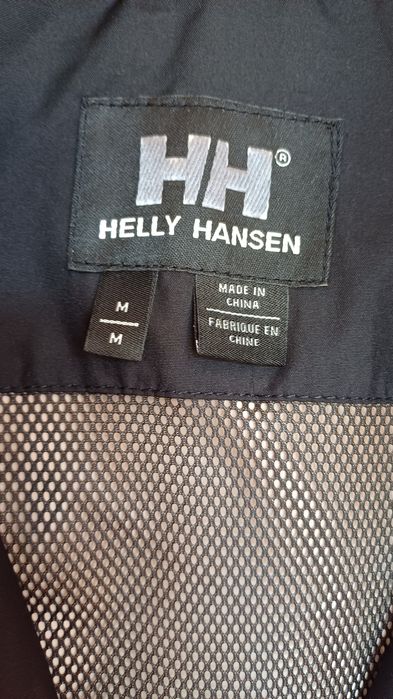 HH®
HELLY HANSEN
M
M
MADE IN
CHINA
FABRIQUE EN
CHINE